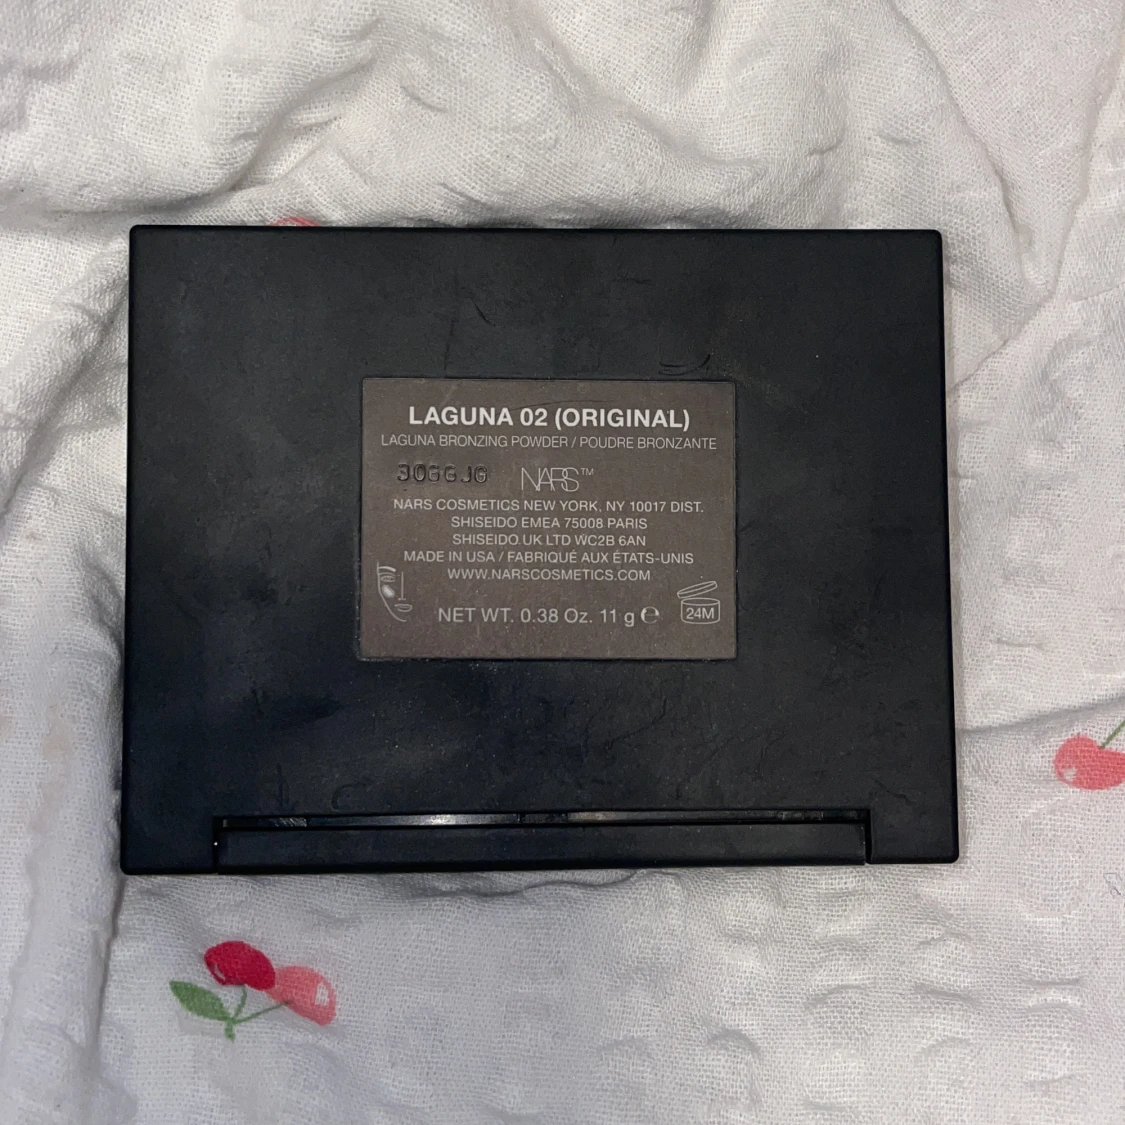 LAGUNA 02 (ORIGINAL)
LAGUNA BRONZING POWDER / POUDRE BRONZANTE
NARS™
NARS COSMETICS NEW YORK, NY 10017 DIST.
SHISEIDO EMEA 75008 PARIS
SHISEIDO UK LTD WC2B 6AN
MADE IN USA / FABRIQUÉ AUX ÉTATS-UNIS
WWW.NARSCOSMETICS.COM
NET WT. 0.38 Oz. 11 g ℮
24M